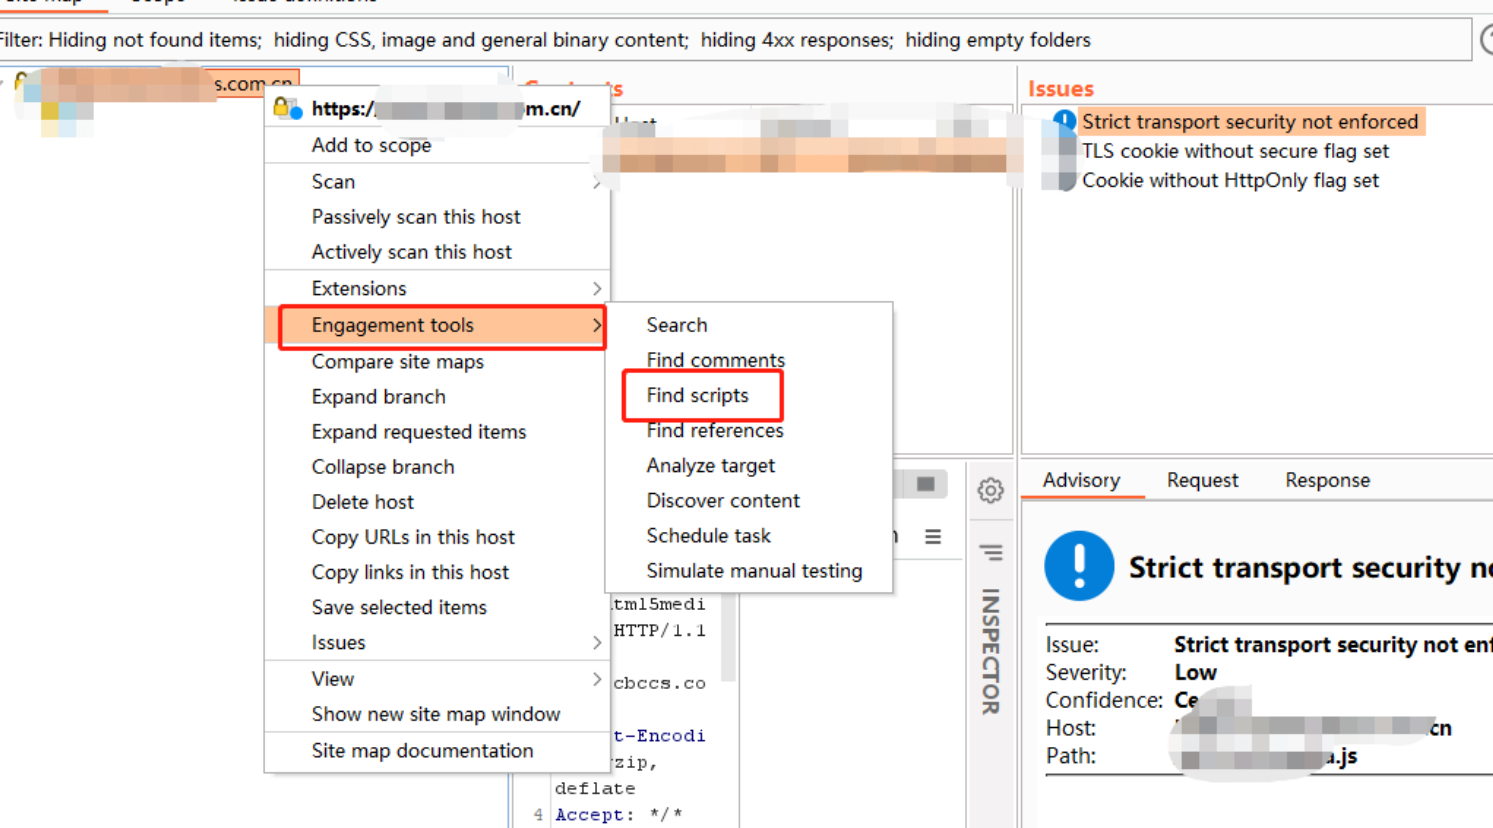 Filter: Hiding not found items; hiding CSS, image and general binary content; hiding 4xx responses; hiding empty folders
s.com.cn
https:/
m.cn/
Add to scope
Scan
Passively scan this host
Actively scan this host
Extensions
Engagement tools
Compare site maps
Expand branch
Expand requested items
Collapse branch
Delete host
Copy URLs in this host
Copy links in this host
Save selected items
Issues
View
Show new site map window
Site map documentation
Search
Find comments
Find scripts
Find references
Analyze target
Discover content
Schedule task
Simulate manual testing
tml5medi
HTTP/1.1
cbccs.co
t-Encodi
zip,
deflate
4 Accept: */*
INSPECTOR
Issues
Strict transport security not enforced
TLS cookie without secure flag set
Cookie without HttpOnly flag set
Advisory Request Response
Strict transport security
Issue: Strict transport security not enf
Severity: Low
Confidence: Ce
Host: cn
Path: .js